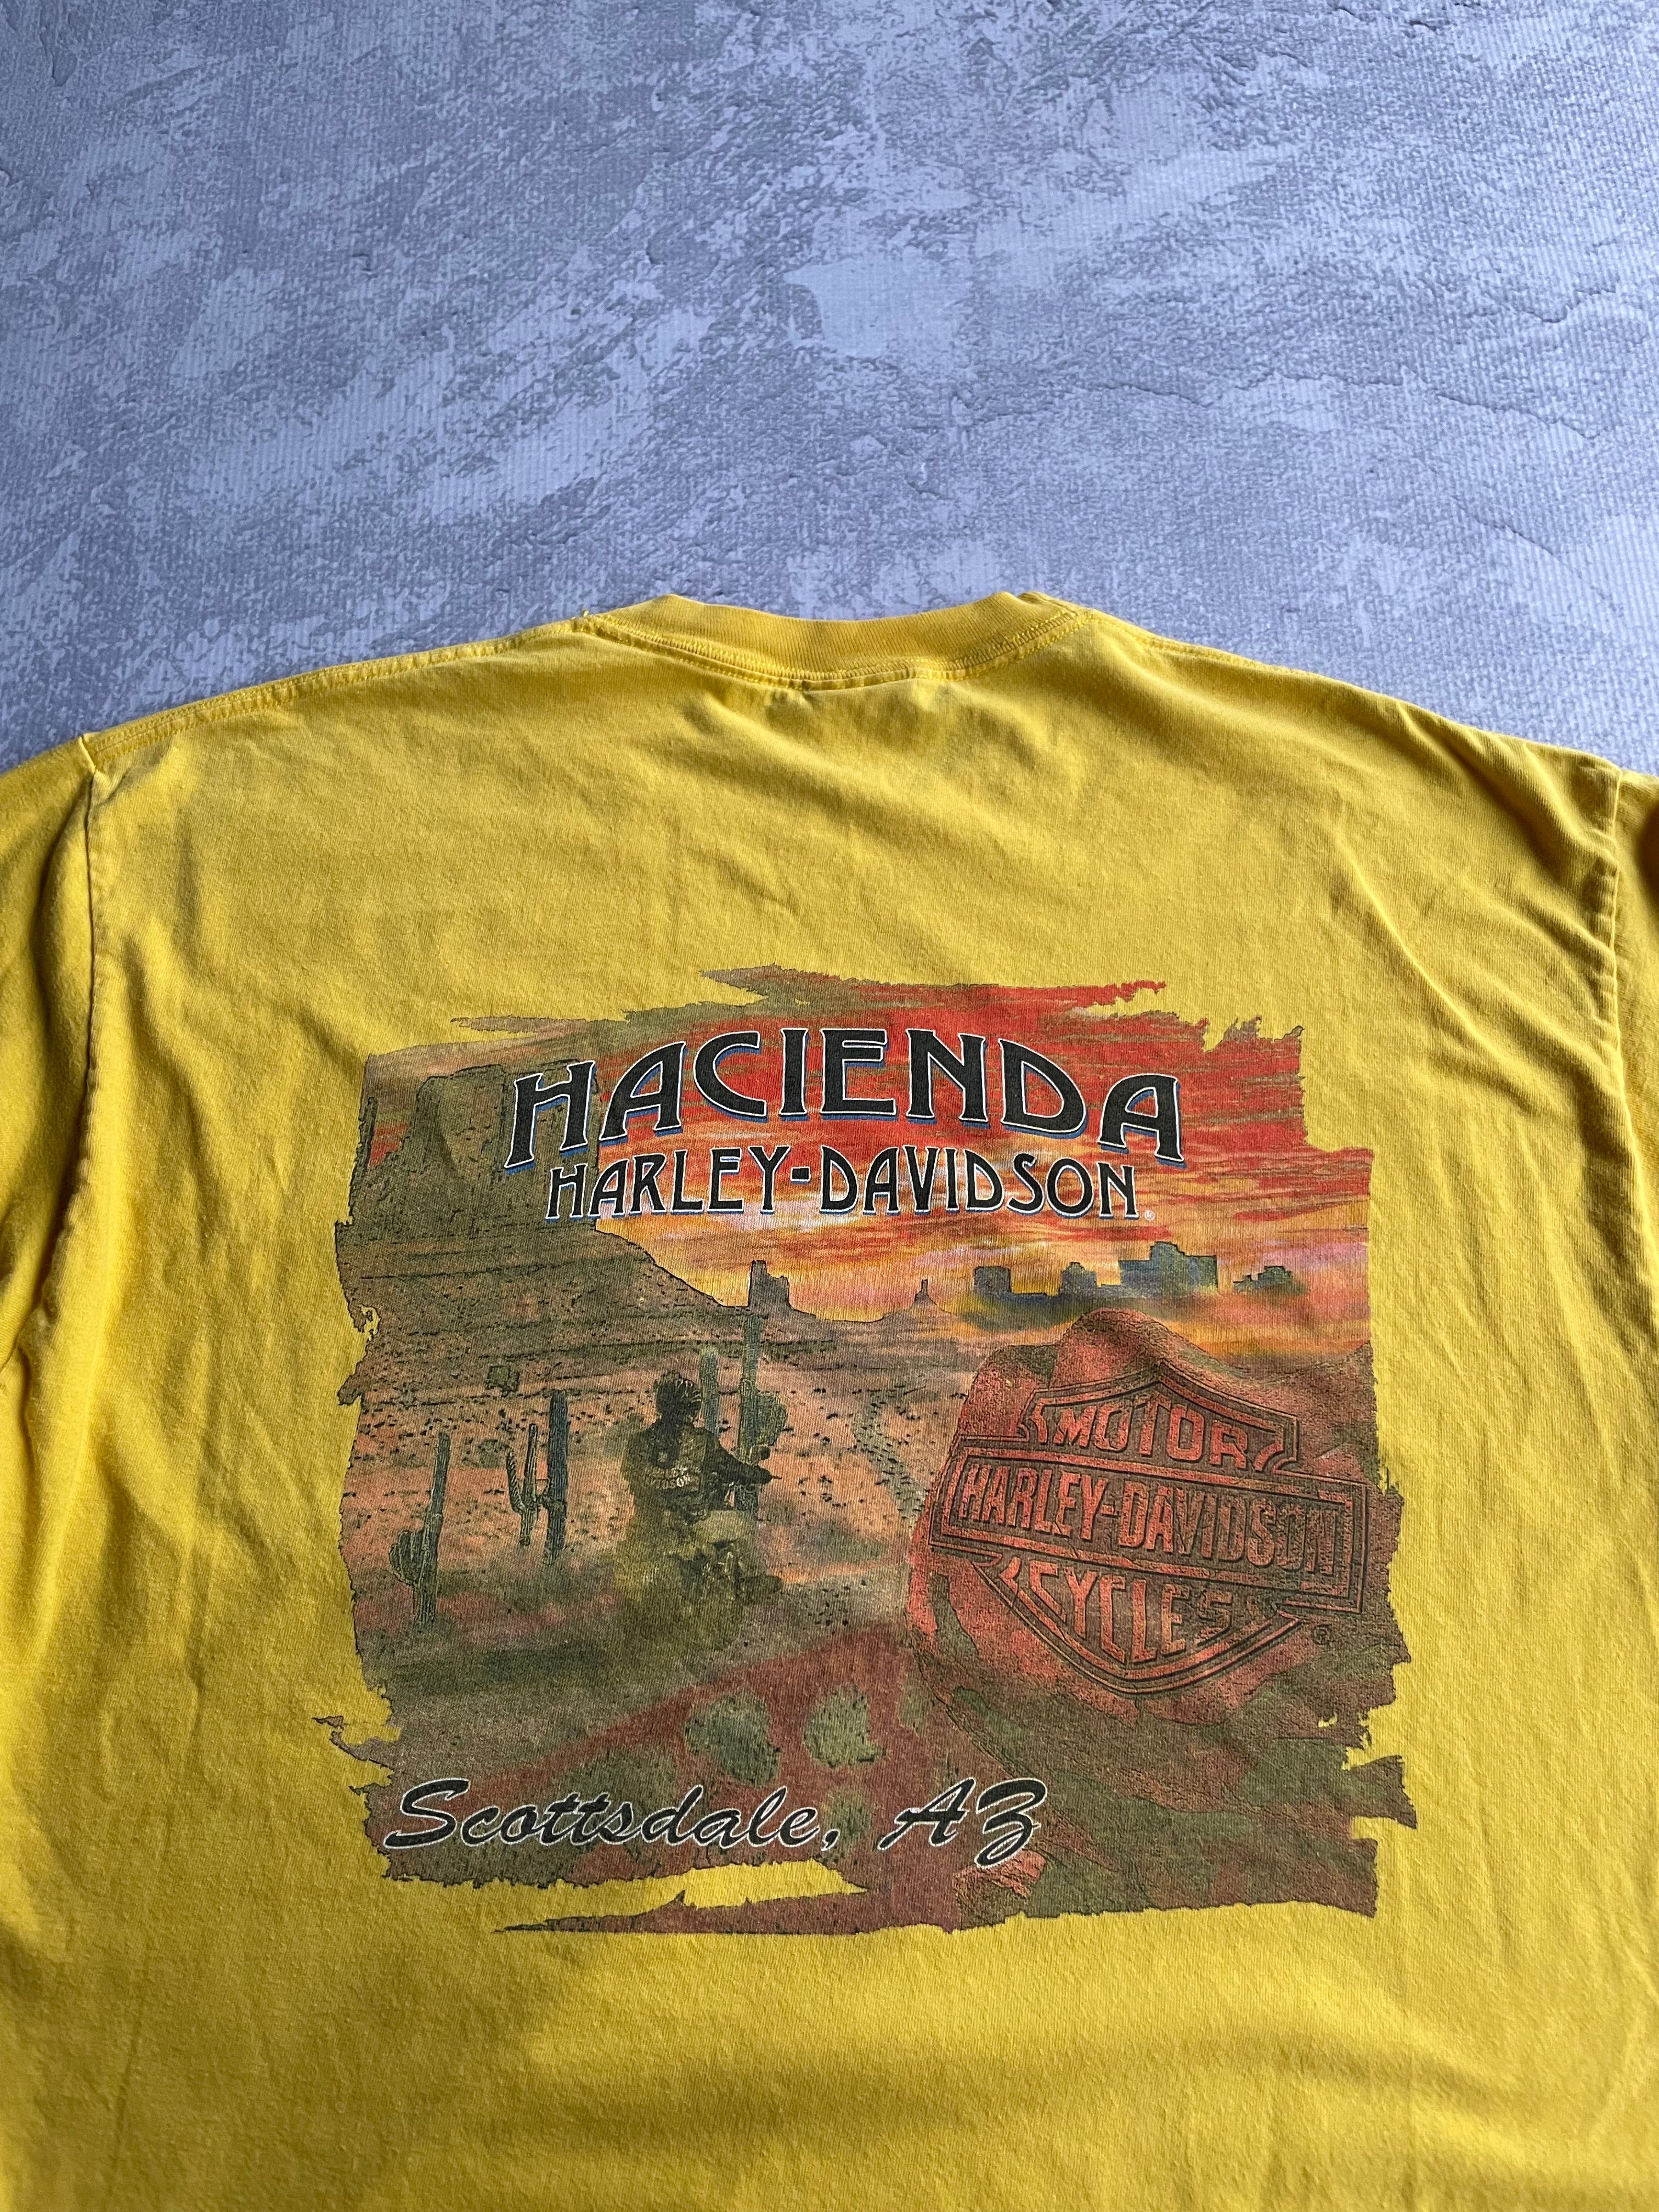 HACIENDA
HARLEY-DAVIDSON®
MOTOR
HARLEY-DAVIDSON
CYCLES
®
Scottsdale, AZ